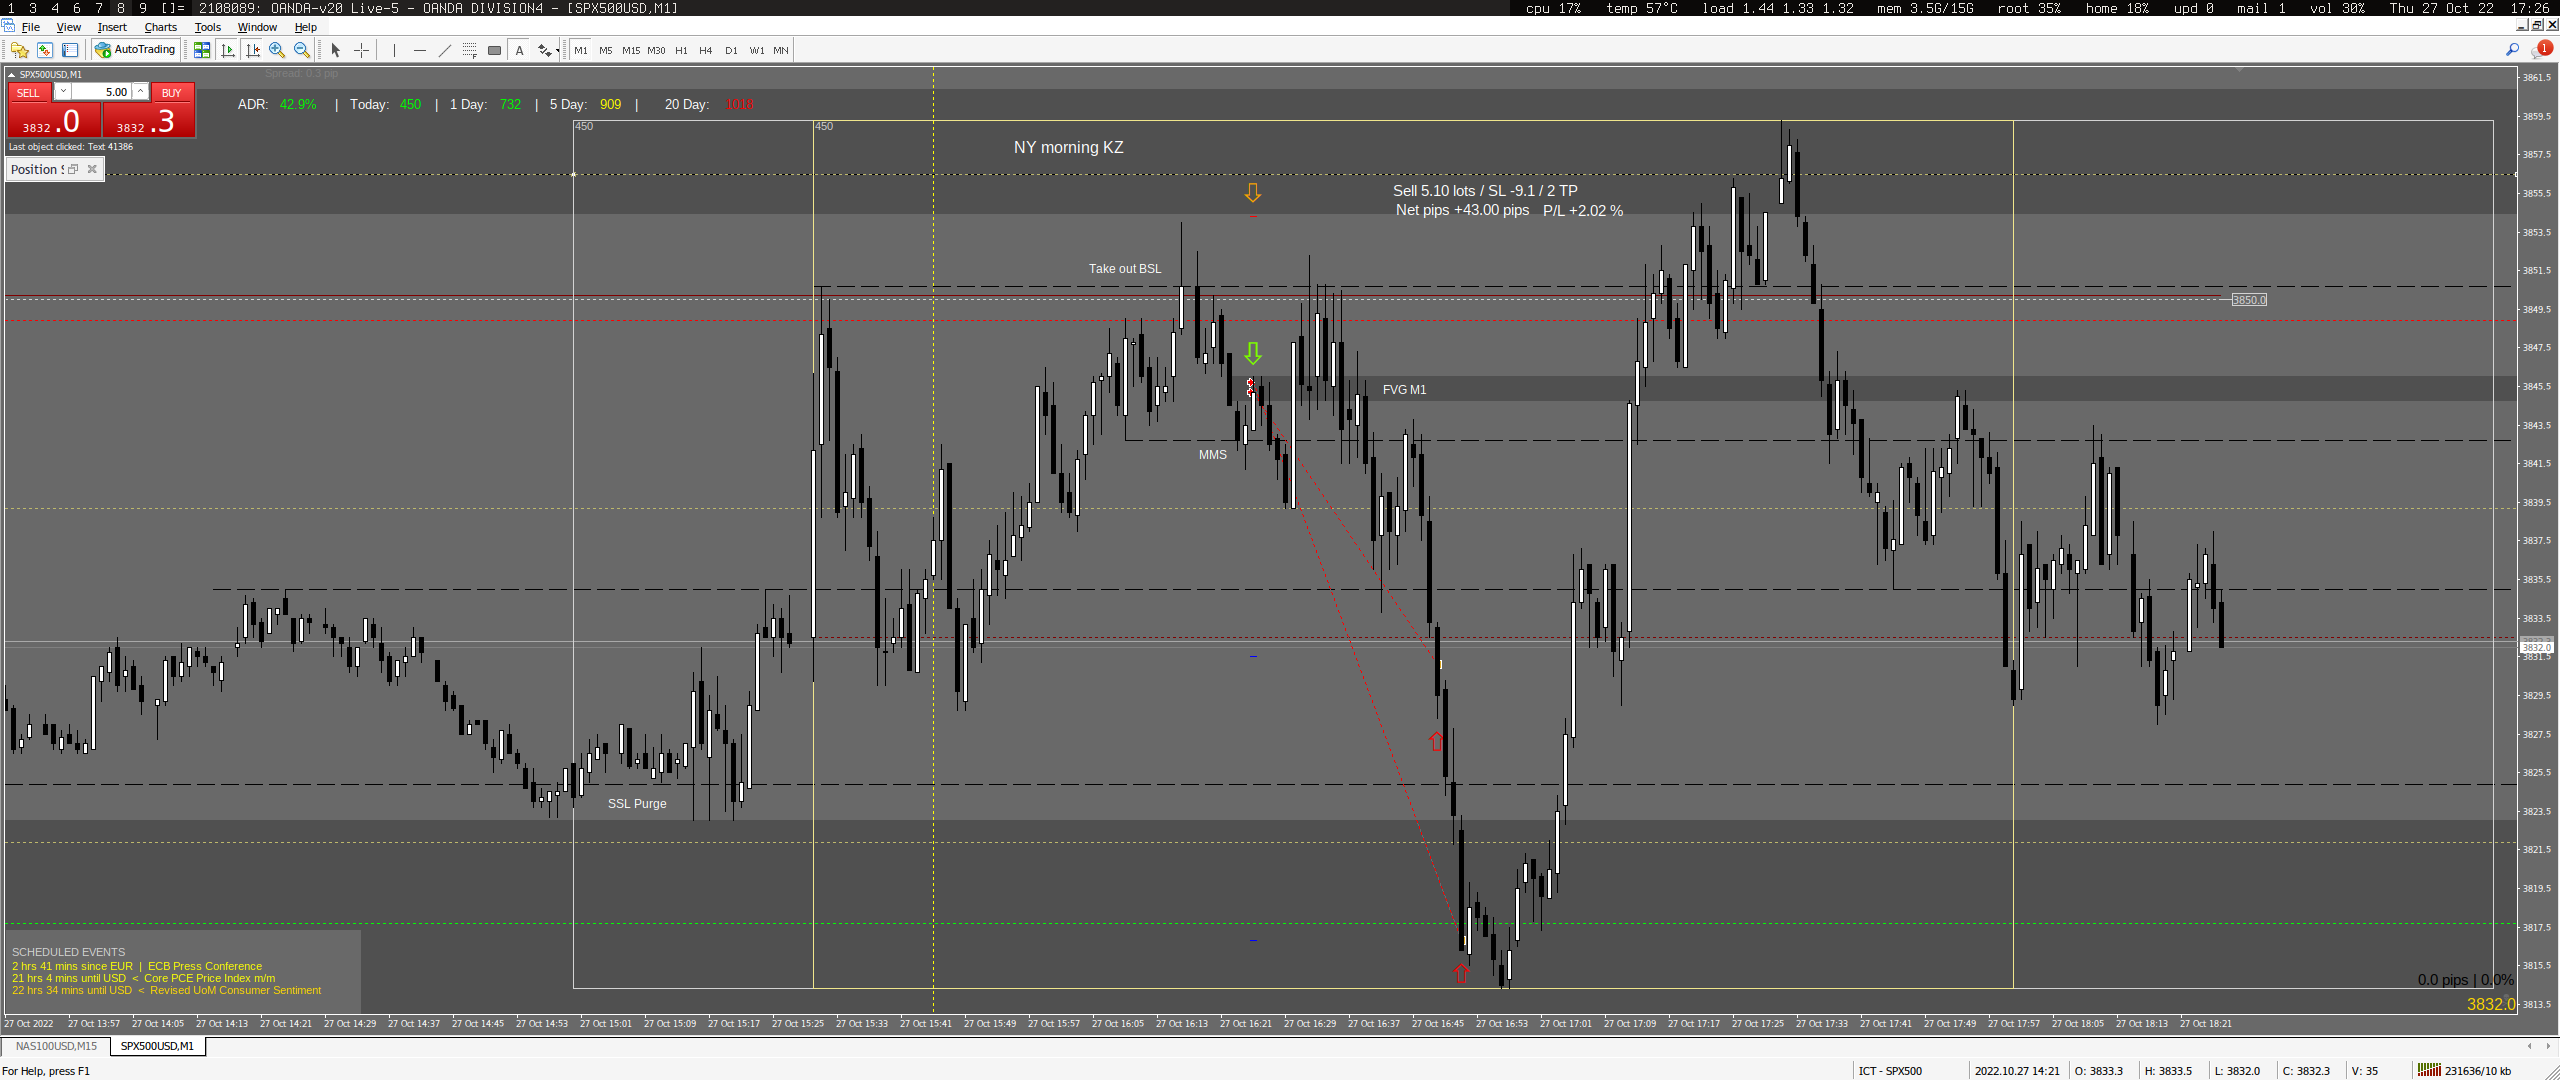 1 3 4 6 7 8 9 []= 2108089: OANDA-v20 Live-5 - OANDA DIVISION4 - [SPX500USD,M1] cpu 17% temp 57°C load 1.44 1.33 1.32 mem 3.5G/15G root 35% home 18% upd 0 mail 1 vol 30% Thu 27 Oct 22 17:26
File View Insert Charts Tools Window Help
AutoTrading A M1 M5 M15 M30 H1 H4 D1 W1 MN 1
SPX500USD,M1 Spread: 0.3 pip
SELL 5.00 BUY
3832.0 3832.3
ADR: 42.9% | Today: 450 | 1 Day: 732 | 5 Day: 909 | 20 Day: 1018
Last object clicked: Text 41386
Position S
450 450
NY morning KZ
Sell 5.10 lots / SL -9.1 / 2 TP
Net pips +43.00 pips P/L +2.02 %
Take out BSL
3850.0
FVG M1
MMS
SSL Purge
3861.5
3859.5
3857.5
3855.5
3853.5
3851.5
3849.5
3847.5
3845.5
3843.5
3841.5
3839.5
3837.5
3835.5
3833.5
3832.0
3831.5
3829.5
3827.5
3825.5
3823.5
3821.5
3819.5
3817.5
3815.5
3813.5
SCHEDULED EVENTS
2 hrs 41 mins since EUR | ECB Press Conference
21 hrs 4 mins until USD < Core PCE Price Index m/m
22 hrs 34 mins until USD < Revised UoM Consumer Sentiment
0.0 pips | 0.0%
3832.0
27 Oct 2022 27 Oct 13:57 27 Oct 14:05 27 Oct 14:13 27 Oct 14:21 27 Oct 14:29 27 Oct 14:37 27 Oct 14:45 27 Oct 14:53 27 Oct 15:01 27 Oct 15:09 27 Oct 15:17 27 Oct 15:25 27 Oct 15:33 27 Oct 15:41 27 Oct 15:49 27 Oct 15:57 27 Oct 16:05 27 Oct 16:13 27 Oct 16:21 27 Oct 16:29 27 Oct 16:37 27 Oct 16:45 27 Oct 16:53 27 Oct 17:01 27 Oct 17:09 27 Oct 17:17 27 Oct 17:25 27 Oct 17:33 27 Oct 17:41 27 Oct 17:49 27 Oct 17:57 27 Oct 18:05 27 Oct 18:13 27 Oct 18:21
NAS100USD,M15 SPX500USD,M1
For Help, press F1 ICT - SPX500 2022.10.27 14:21 O: 3833.3 H: 3833.5 L: 3832.0 C: 3832.3 V: 35 231636/10 kb